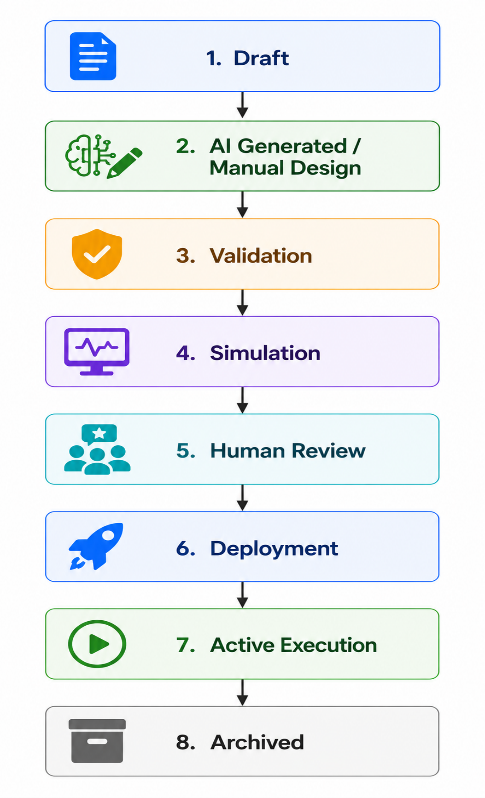 1. Draft
2. AI Generated /
Manual Design
3. Validation
4. Simulation
5. Human Review
6. Deployment
7. Active Execution
8. Archived